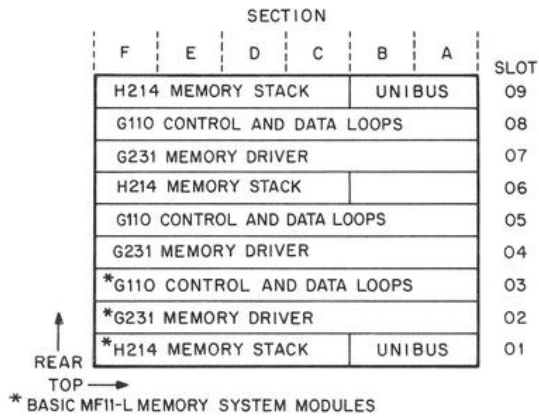 SECTION
F E D C B A
SLOT
H214 MEMORY STACK UNIBUS 09
G110 CONTROL AND DATA LOOPS 08
G231 MEMORY DRIVER 07
H214 MEMORY STACK 06
G110 CONTROL AND DATA LOOPS 05
G231 MEMORY DRIVER 04
*G110 CONTROL AND DATA LOOPS 03
*G231 MEMORY DRIVER 02
*H214 MEMORY STACK UNIBUS 01
REAR
TOP
* BASIC MF11-L MEMORY SYSTEM MODULES